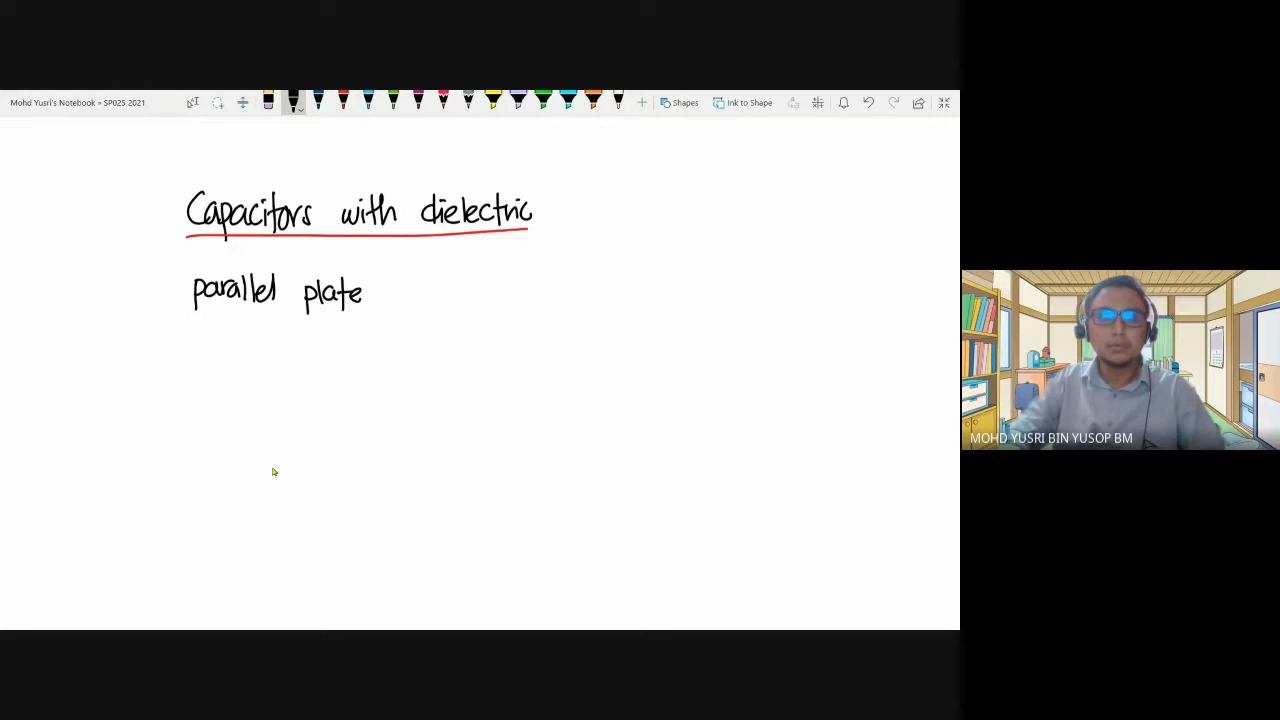 Mohd Yusri's Notebook » SP025 2021
Shapes
Ink to Shape
Capacitors with dielectric
parallel plate
MOHD YUSRI BIN YUSOP BM